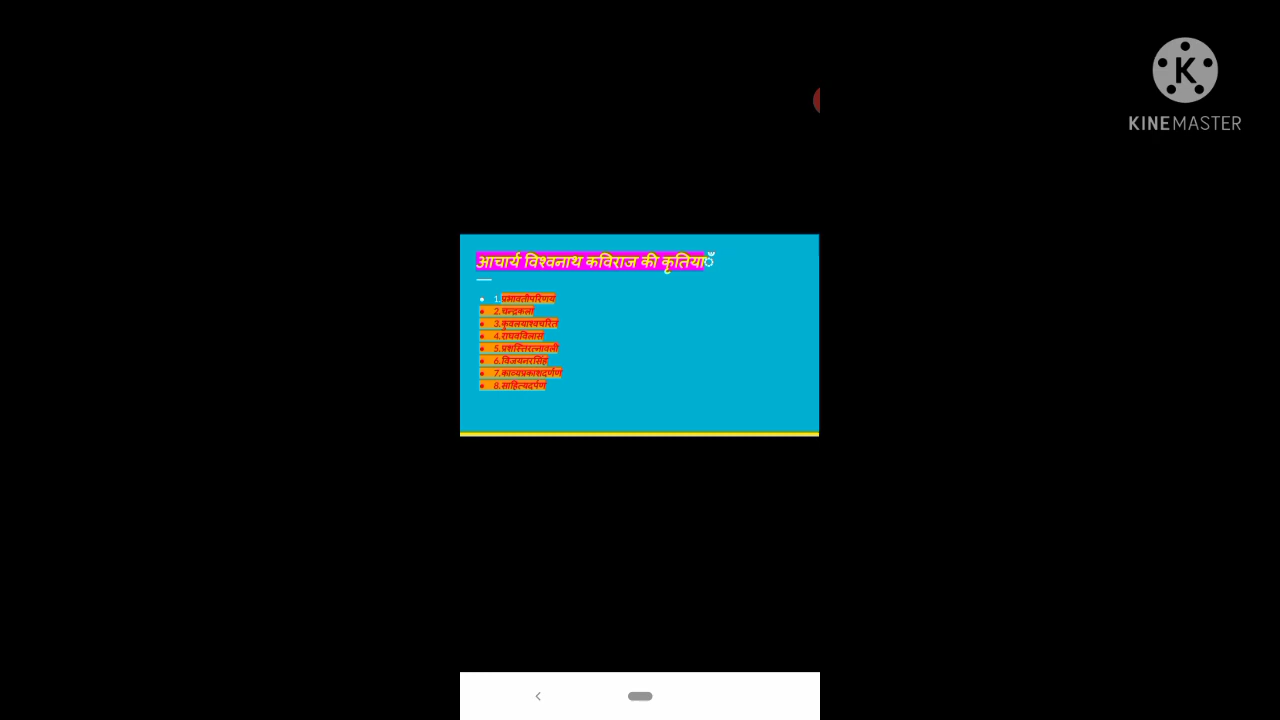 KINEMASTER
आचार्य विश्वनाथ कविराज की कृतियाँ
1.प्रभावतीपरिणय
2.चन्द्रकला
3.कुवलयाश्वचरित
4.राघवविलास
5.प्रशस्तिरत्नावली
6.विजयनरसिंह
7.काव्यप्रकाशदर्पण
8.साहित्यदर्पण